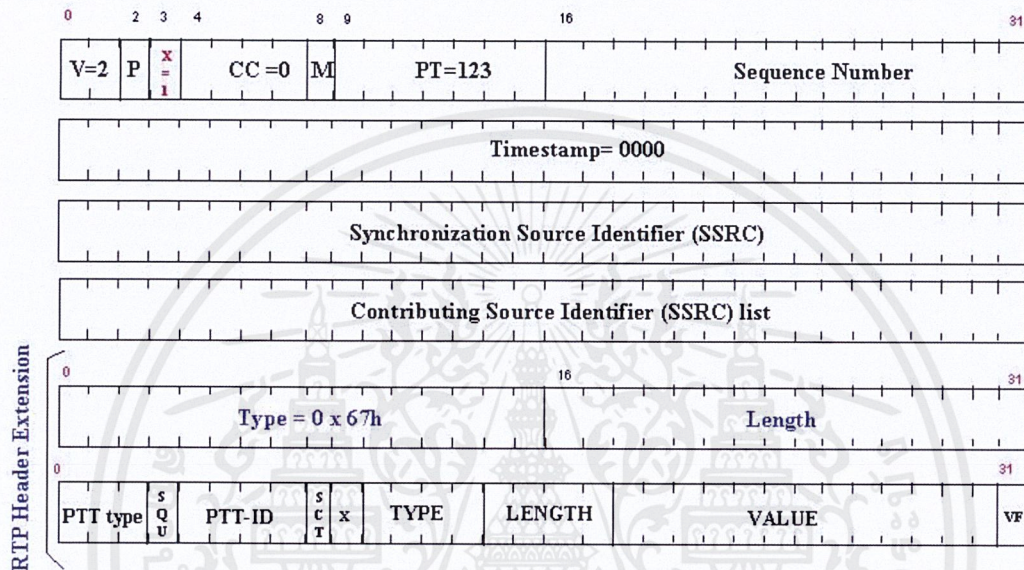 0 2 3 4 8 9 16 31
V=2 P X=1 CC =0 M PT=123 Sequence Number
Timestamp= 0000
Synchronization Source Identifier (SSRC)
Contributing Source Identifier (SSRC) list
RTP Header Extension
0 16 31
Type = 0 x 67h Length
0 31
PTT type SQU PTT-ID SCT x TYPE LENGTH VALUE VF